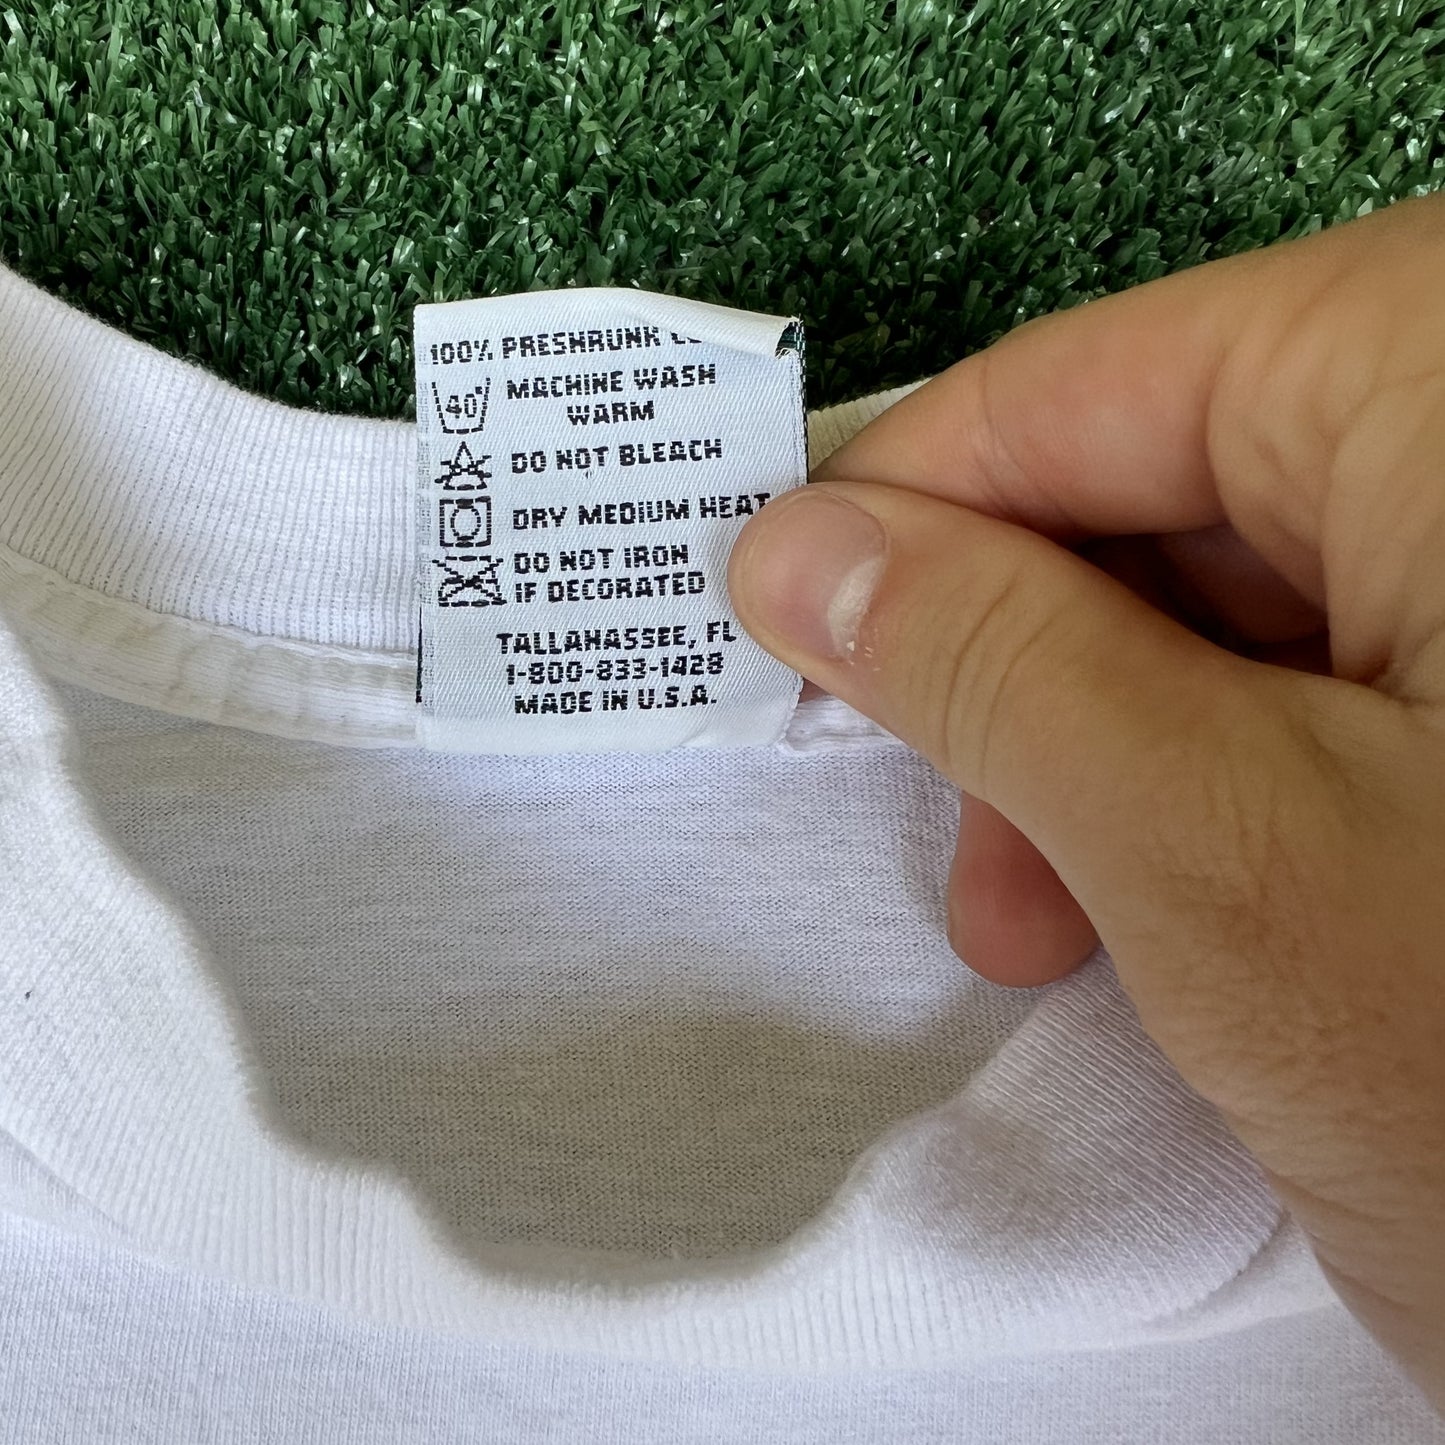 100% PRESHRUNK
40°
MACHINE WASH
WARM
DO NOT BLEACH
DRY MEDIUM HEAT
DO NOT IRON
IF DECORATED
TALLAHASSEE, FL
1-800-833-1428
MADE IN U.S.A.